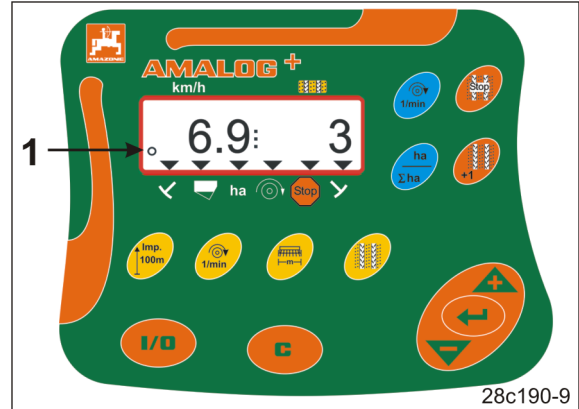 AMAZONE
AMALOG+
km/h
1
6.9: 3
ha Stop
1/min
Stop
ha
Σha
+1
Imp.
100m
1/min
m
I/O
C
+
−
28c190-9